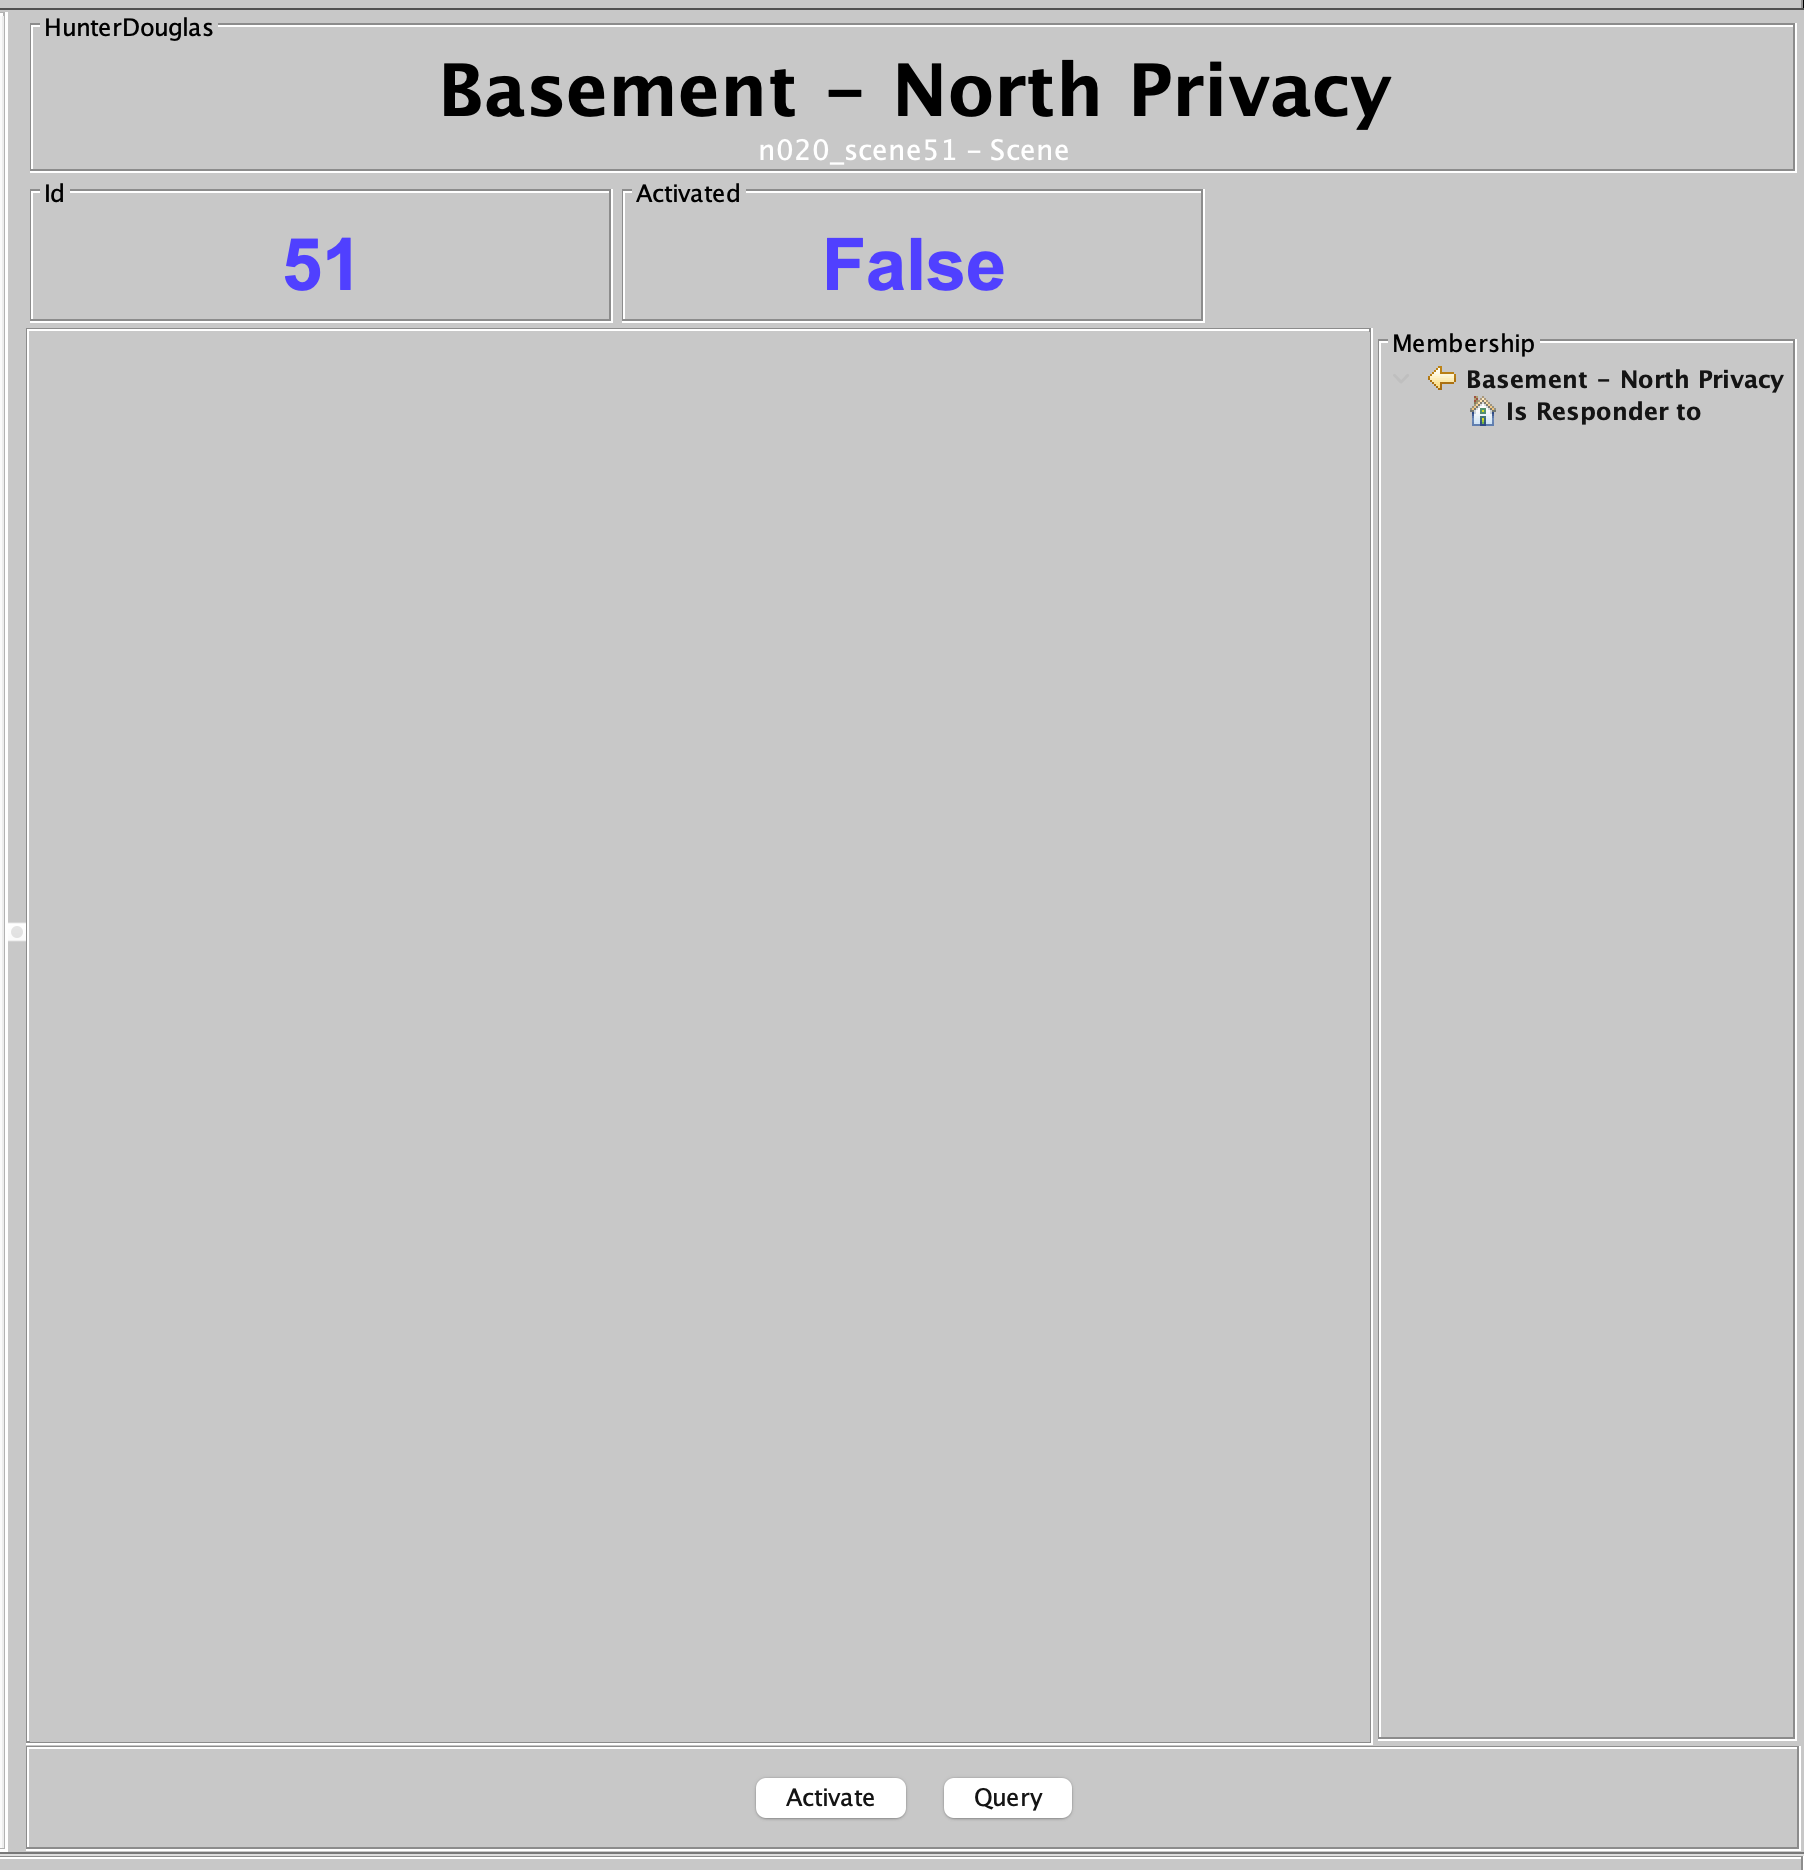 HunterDouglas
Basement – North Privacy
n020_scene51 – Scene
Id
51
Activated
False
Membership
Basement – North Privacy
Is Responder to
Activate
Query